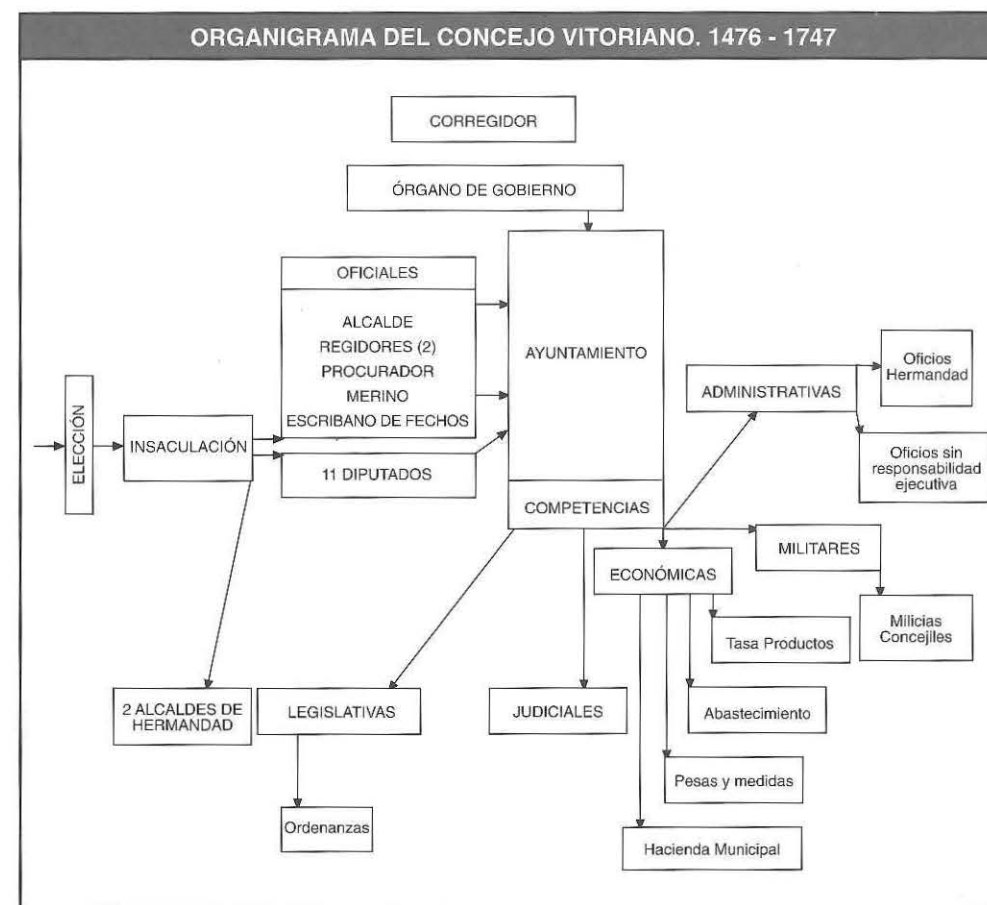 ORGANIGRAMA DEL CONCEJO VITORIANO. 1476 - 1747
CORREGIDOR
ÓRGANO DE GOBIERNO
OFICIALES
ALCALDE
REGIDORES (2)
PROCURADOR
MERINO
ESCRIBANO DE FECHOS
ELECCIÓN
INSACULACIÓN
11 DIPUTADOS
AYUNTAMIENTO
COMPETENCIAS
ADMINISTRATIVAS
Oficios
Hermandad
Oficios sin
responsabilidad
ejecutiva
MILITARES
Milicias
Concejiles
ECONÓMICAS
Tasa Productos
Abastecimiento
Pesas y medidas
Hacienda Municipal
2 ALCALDES DE
HERMANDAD
LEGISLATIVAS
Ordenanzas
JUDICIALES